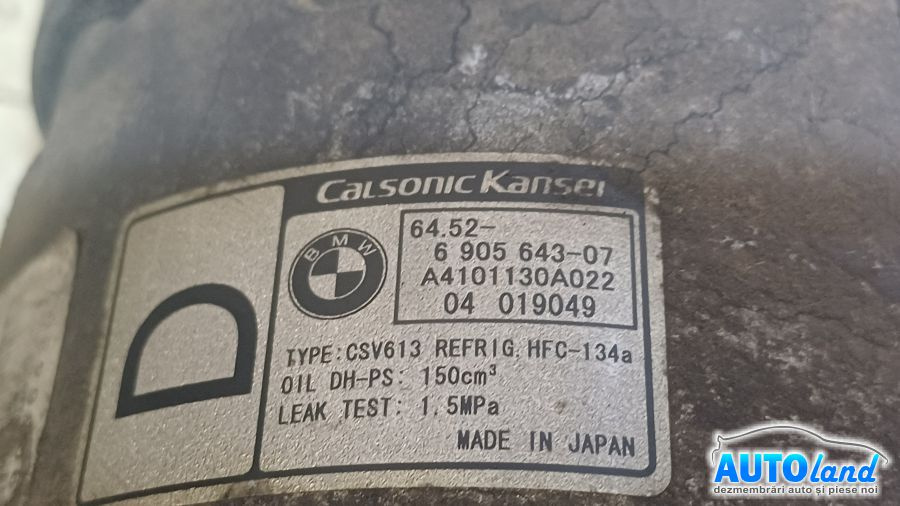 CALSONIC KANSEI
D
BMW
64.52-
6 905 643-07
A4101130A022
04 019049
TYPE:CSV613 REFRIG.HFC-134a
OIL DH-PS: 150cm³
LEAK TEST: 1.5MPa
MADE IN JAPAN
AUTOland
dezmembrări auto și piese noi